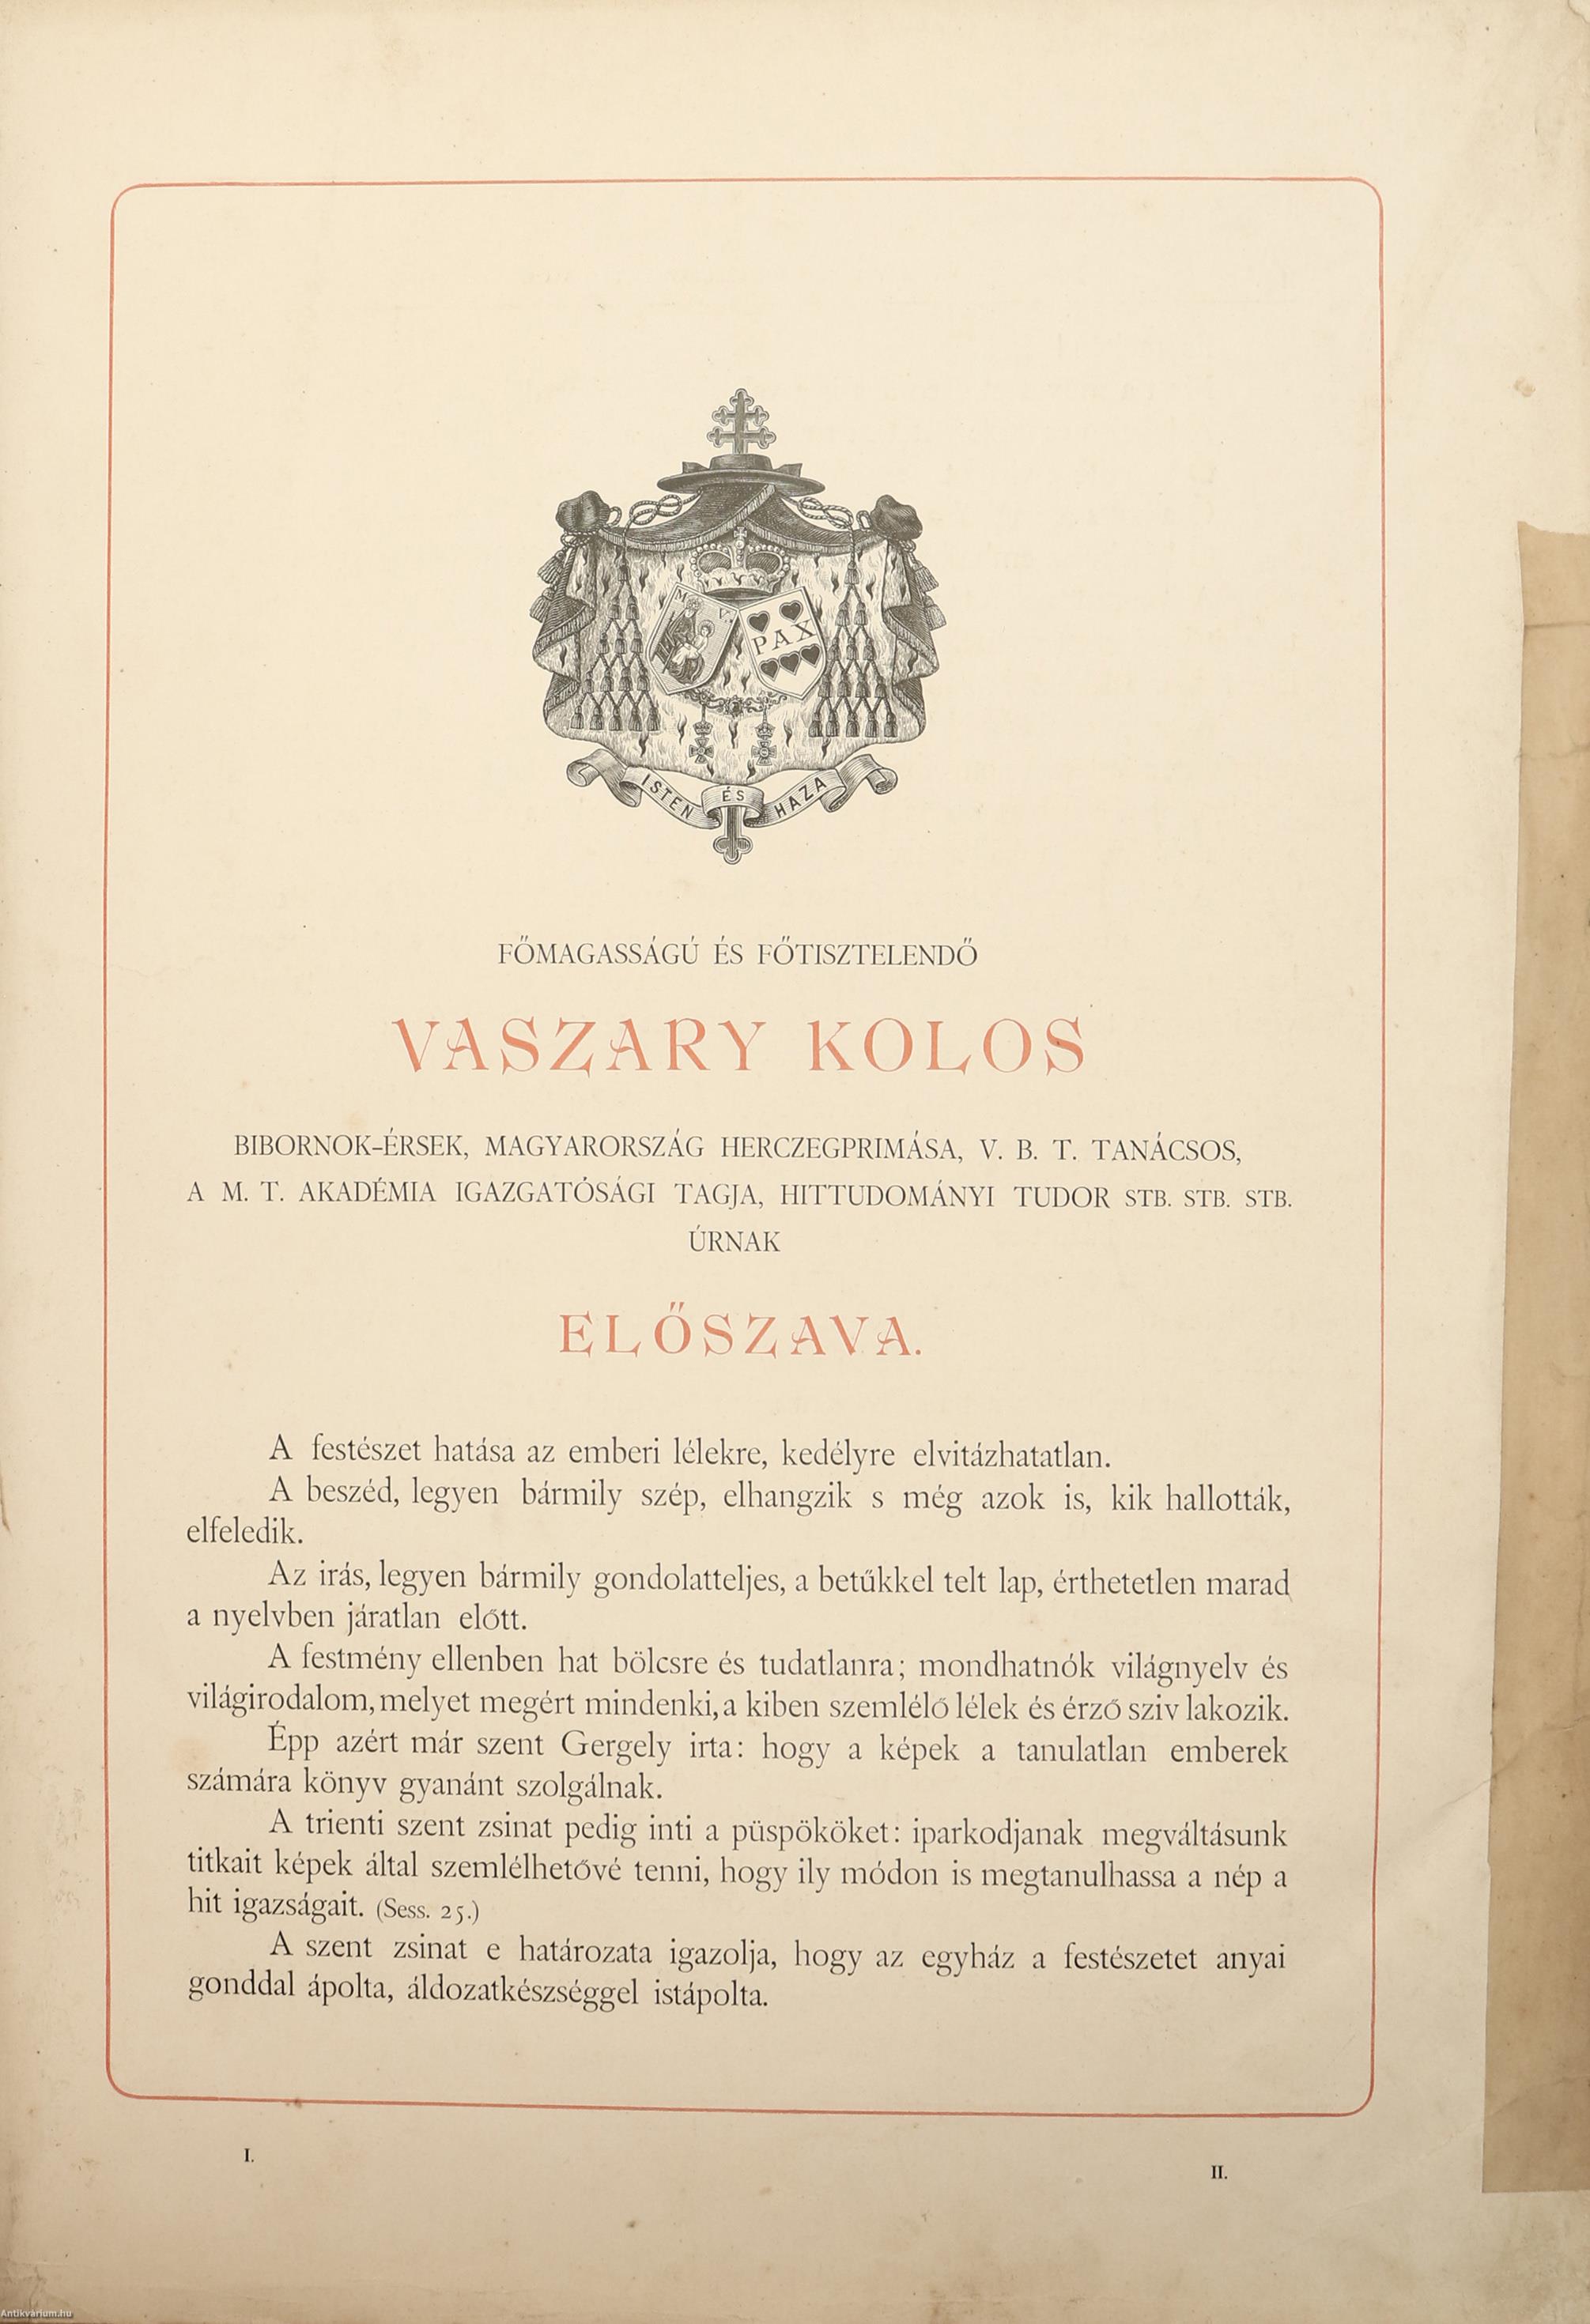 M V.
PAX
ISTEN ÉS HAZA
FŐMAGASSÁGÚ ÉS FŐTISZTELENDŐ
VASZARY KOLOS
BIBORNOK-ÉRSEK, MAGYARORSZÁG HERCZEGPRIMÁSA, V. B. T. TANÁCSOS,
A M. T. AKADÉMIA IGAZGATÓSÁGI TAGJA, HITTUDOMÁNYI TUDOR STB. STB. STB.
ÚRNAK
ELŐSZAVA.
A festészet hatása az emberi lélekre, kedélyre elvitázhatatlan.
A beszéd, legyen bármily szép, elhangzik s még azok is, kik hallották,
elfeledik.
Az irás, legyen bármily gondolatteljes, a betűkkel telt lap, érthetetlen marad
a nyelvben járatlan előtt.
A festmény ellenben hat bölcsre és tudatlanra; mondhatnók világnyelv és
világirodalom, melyet megért mindenki, a kiben szemlélő lélek és érző sziv lakozik.
Épp azért már szent Gergely irta: hogy a képek a tanulatlan emberek
számára könyv gyanánt szolgálnak.
A trienti szent zsinat pedig inti a püspököket: iparkodjanak megváltásunk
titkait képek által szemlélhetővé tenni, hogy ily módon is megtanulhassa a nép a
hit igazságait. (Sess. 25.)
A szent zsinat e határozata igazolja, hogy az egyház a festészetet anyai
gonddal ápolta, áldozatkészséggel istápolta.
I.
II.
Antikvárium.hu